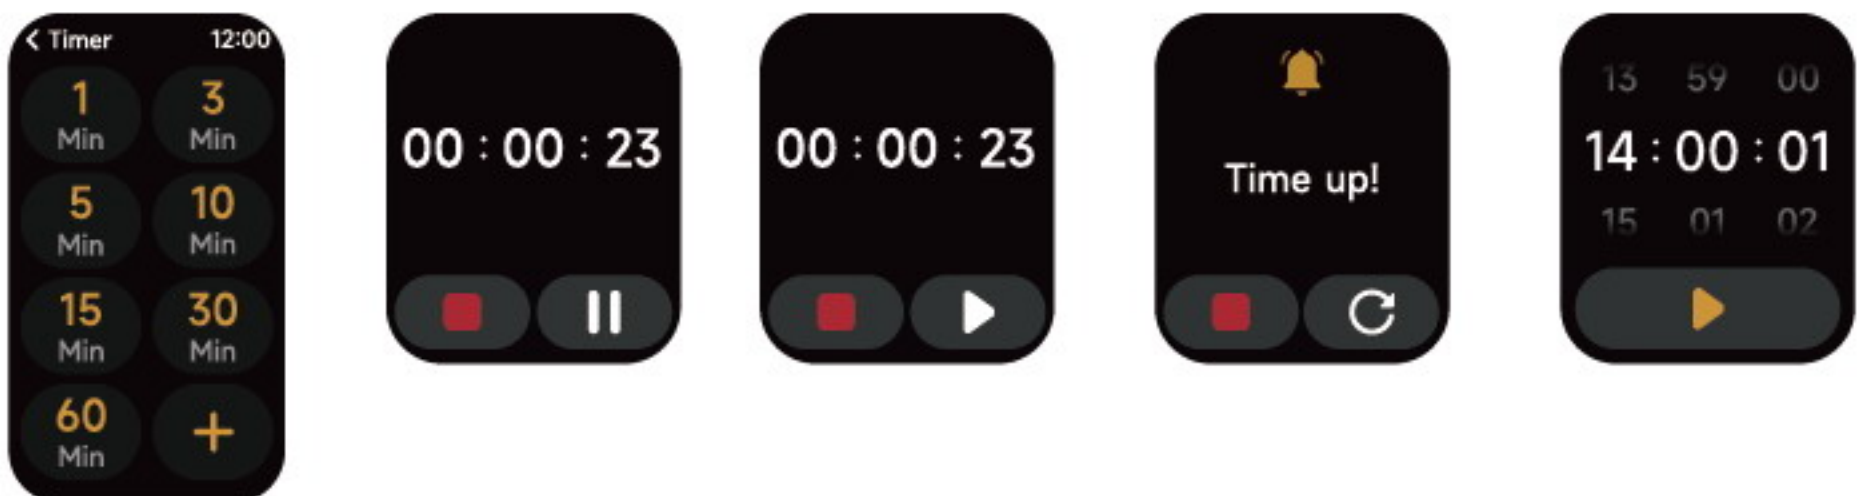 < Timer 12:00
1 3
Min Min
5 10
Min Min
15 30
Min Min
60 +
Min
00 : 00 : 23
00 : 00 : 23
Time up!
13 59 00
14 : 00 : 01
15 01 02